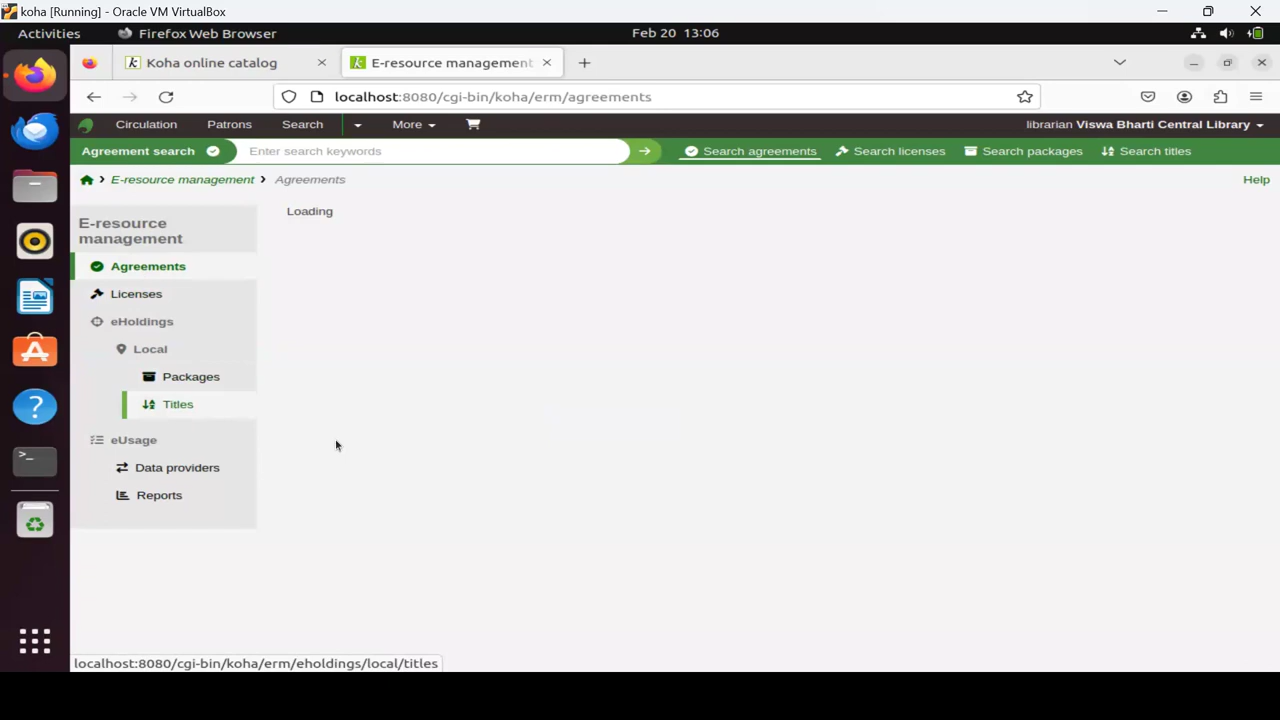 koha [Running] - Oracle VM VirtualBox
Activities Firefox Web Browser Feb 20 13:06
Koha online catalog E-resource management
localhost:8080/cgi-bin/koha/erm/agreements
Circulation Patrons Search More librarian Viswa Bharti Central Library
Agreement search Enter search keywords Search agreements Search licenses Search packages Search titles
E-resource management Agreements Help
E-resource
management
Loading
Agreements
Licenses
eHoldings
Local
Packages
Titles
eUsage
Data providers
Reports
localhost:8080/cgi-bin/koha/erm/eholdings/local/titles